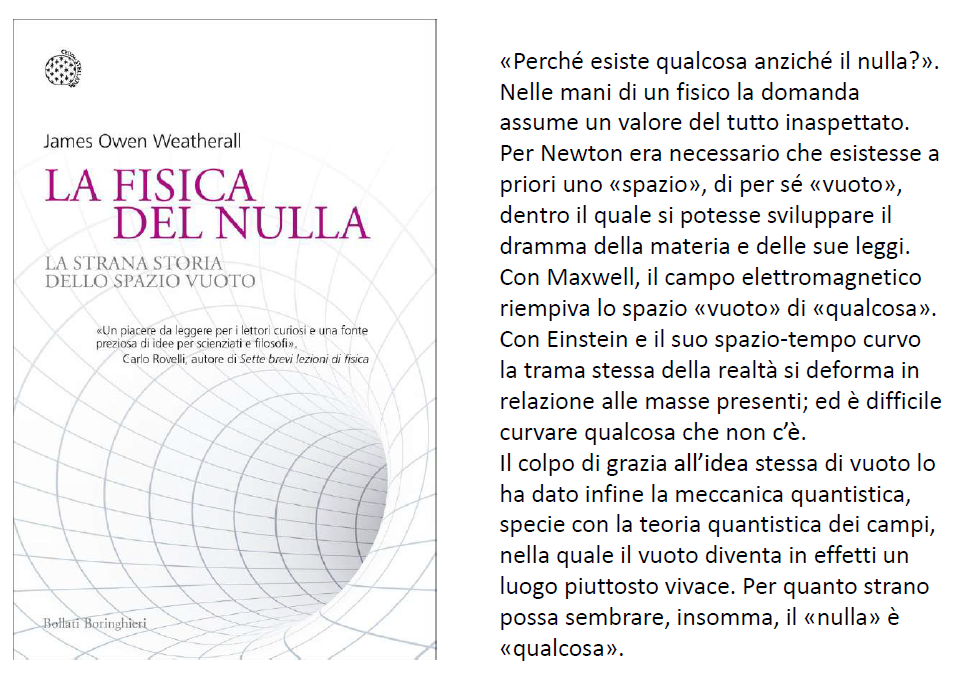 James Owen Weatherall
LA FISICA
DEL NULLA
LA STRANA STORIA
DELLO SPAZIO VUOTO
«Un piacere da leggere per i lettori curiosi e una fonte
preziosa di idee per scienziati e filosofi».
Carlo Rovelli, autore di Sette brevi lezioni di fisica
Bollati Boringhieri
«Perché esiste qualcosa anziché il nulla?».
Nelle mani di un fisico la domanda
assume un valore del tutto inaspettato.
Per Newton era necessario che esistesse a
priori uno «spazio», di per sé «vuoto»,
dentro il quale si potesse sviluppare il
dramma della materia e delle sue leggi.
Con Maxwell, il campo elettromagnetico
riempiva lo spazio «vuoto» di «qualcosa».
Con Einstein e il suo spazio-tempo curvo
la trama stessa della realtà si deforma in
relazione alle masse presenti; ed è difficile
curvare qualcosa che non c’è.
Il colpo di grazia all’idea stessa di vuoto lo
ha dato infine la meccanica quantistica,
specie con la teoria quantistica dei campi,
nella quale il vuoto diventa in effetti un
luogo piuttosto vivace. Per quanto strano
possa sembrare, insomma, il «nulla» è
«qualcosa».